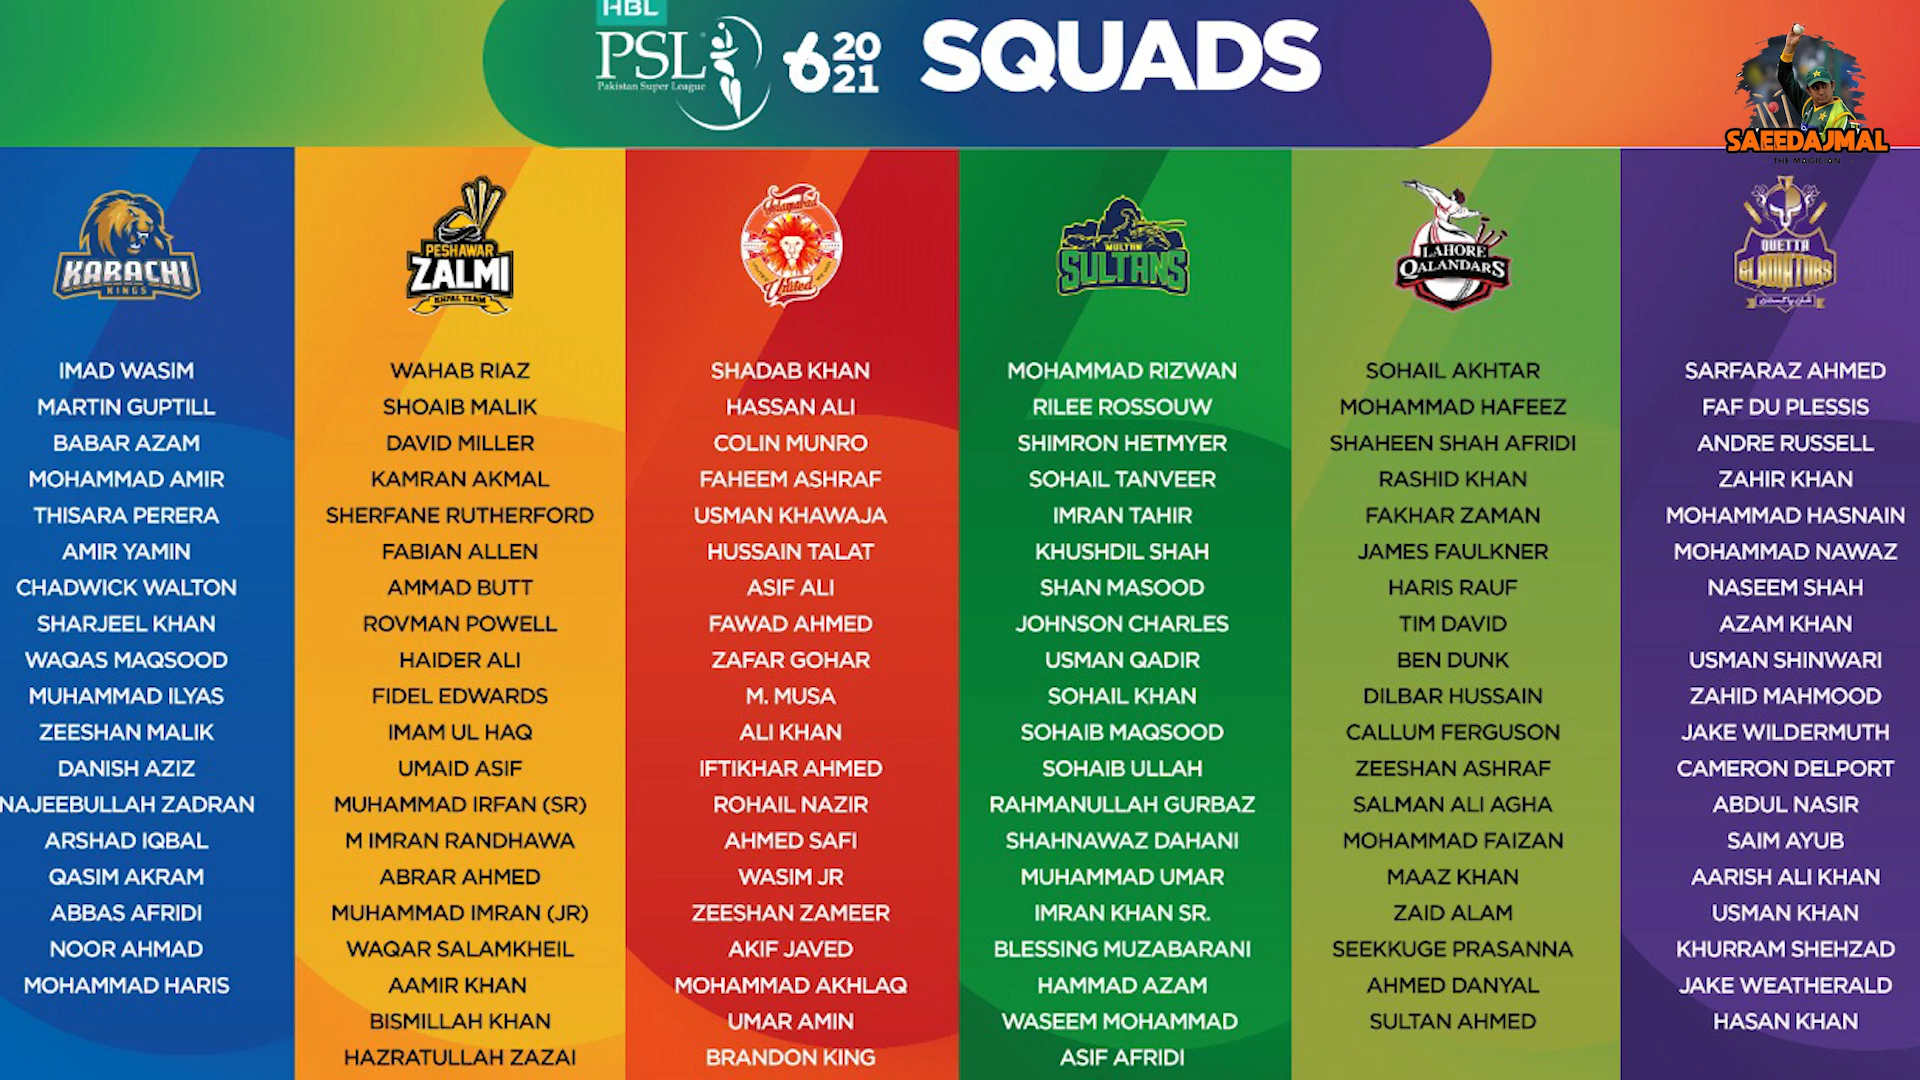 HBL
PSL
Pakistan Super League
6 2021
SQUADS
SAEEDAJMAL
THE MAGICIAN
KARACHI
KINGS
IMAD WASIM
MARTIN GUPTILL
BABAR AZAM
MOHAMMAD AMIR
THISARA PERERA
AMIR YAMIN
CHADWICK WALTON
SHARJEEL KHAN
WAQAS MAQSOOD
MUHAMMAD ILYAS
ZEESHAN MALIK
DANISH AZIZ
NAJEEBULLAH ZADRAN
ARSHAD IQBAL
QASIM AKRAM
ABBAS AFRIDI
NOOR AHMAD
MOHAMMAD HARIS
PESHAWAR
ZALMI
KHPAL TEAM
WAHAB RIAZ
SHOAIB MALIK
DAVID MILLER
KAMRAN AKMAL
SHERFANE RUTHERFORD
FABIAN ALLEN
AMMAD BUTT
ROVMAN POWELL
HAIDER ALI
FIDEL EDWARDS
IMAM UL HAQ
UMAID ASIF
MUHAMMAD IRFAN (SR)
M IMRAN RANDHAWA
ABRAR AHMED
MUHAMMAD IMRAN (JR)
WAQAR SALAMKHEIL
AAMIR KHAN
BISMILLAH KHAN
HAZRATULLAH ZAZAI
Islamabad
United
SHADAB KHAN
HASSAN ALI
COLIN MUNRO
FAHEEM ASHRAF
USMAN KHAWAJA
HUSSAIN TALAT
ASIF ALI
FAWAD AHMED
ZAFAR GOHAR
M. MUSA
ALI KHAN
IFTIKHAR AHMED
ROHAIL NAZIR
AHMED SAFI
WASIM JR
ZEESHAN ZAMEER
AKIF JAVED
MOHAMMAD AKHLAQ
UMAR AMIN
BRANDON KING
MULTAN
SULTANS
MOHAMMAD RIZWAN
RILEE ROSSOUW
SHIMRON HETMYER
SOHAIL TANVEER
IMRAN TAHIR
KHUSHDIL SHAH
SHAN MASOOD
JOHNSON CHARLES
USMAN QADIR
SOHAIL KHAN
SOHAIB MAQSOOD
SOHAIB ULLAH
RAHMANULLAH GURBAZ
SHAHNAWAZ DAHANI
MUHAMMAD UMAR
IMRAN KHAN SR.
BLESSING MUZABARANI
HAMMAD AZAM
WASEEM MOHAMMAD
ASIF AFRIDI
LAHORE
QALANDARS
SOHAIL AKHTAR
MOHAMMAD HAFEEZ
SHAHEEN SHAH AFRIDI
RASHID KHAN
FAKHAR ZAMAN
JAMES FAULKNER
HARIS RAUF
TIM DAVID
BEN DUNK
DILBAR HUSSAIN
CALLUM FERGUSON
ZEESHAN ASHRAF
SALMAN ALI AGHA
MOHAMMAD FAIZAN
MAAZ KHAN
ZAID ALAM
SEEKKUGE PRASANNA
AHMED DANYAL
SULTAN AHMED
QUETTA
GLADIATORS
SARFARAZ AHMED
FAF DU PLESSIS
ANDRE RUSSELL
ZAHIR KHAN
MOHAMMAD HASNAIN
MOHAMMAD NAWAZ
NASEEM SHAH
AZAM KHAN
USMAN SHINWARI
ZAHID MAHMOOD
JAKE WILDERMUTH
CAMERON DELPORT
ABDUL NASIR
SAIM AYUB
AARISH ALI KHAN
USMAN KHAN
KHURRAM SHEHZAD
JAKE WEATHERALD
HASAN KHAN